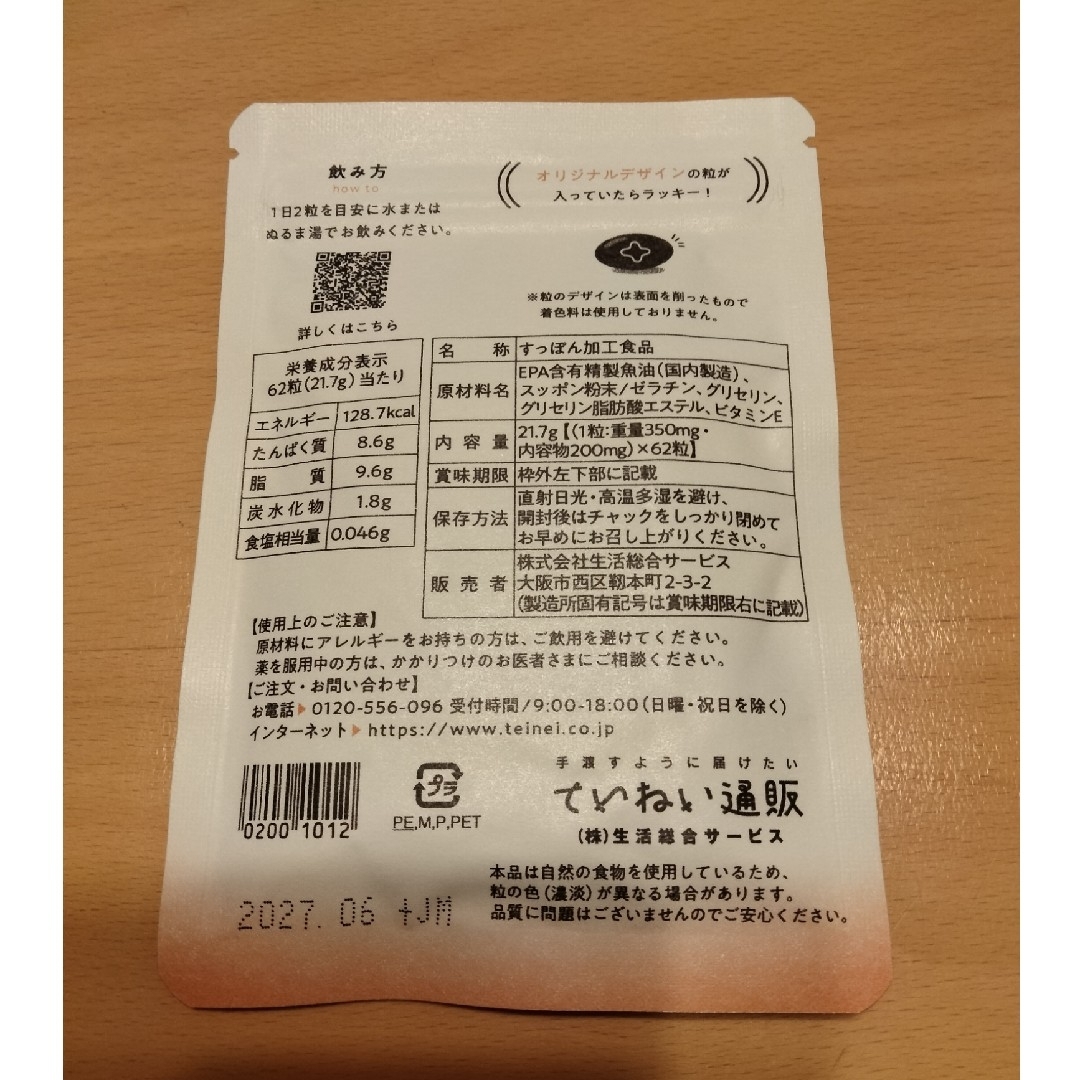 飲み方
how to
1日2粒を目安に水または
ぬるま湯でお飲みください。
詳しくはこちら
オリジナルデザインの粒が
入っていたらラッキー！
※粒のデザインは表面を削ったもので
着色料は使用しておりません。
栄養成分表示
62粒(21.7g)当たり
エネルギー 128.7kcal
たんぱく質 8.6g
脂質 9.6g
炭水化物 1.8g
食塩相当量 0.046g
名称 すっぽん加工食品
原材料名 EPA含有精製魚油(国内製造)、
スッポン粉末/ゼラチン、グリセリン、
グリセリン脂肪酸エステル、ビタミンE
内容量 21.7g【(1粒:重量350mg・
内容物200mg)×62粒】
賞味期限 枠外左下部に記載
保存方法 直射日光・高温多湿を避け、
開封後はチャックをしっかり閉めて
お早めにお召し上がりください。
販売者 株式会社生活総合サービス
大阪市西区靱本町2-3-2
(製造所固有記号は賞味期限右に記載)
【使用上のご注意】
原材料にアレルギーをお持ちの方は、ご飲用を避けてください。
薬を服用中の方は、かかりつけのお医者さまにご相談ください。
【ご注文・お問い合わせ】
お電話▶0120-556-096 受付時間/9:00-18:00(日曜・祝日を除く)
インターネット▶https://www.teinei.co.jp
02001012
プラ
PE,M,P,PET
手渡すように届けたい
ていねい通販
(株)生活総合サービス
本品は自然の食物を使用しているため、
粒の色(濃淡)が異なる場合があります。
品質に問題はございませんのでご安心ください。
2027.06 +JM